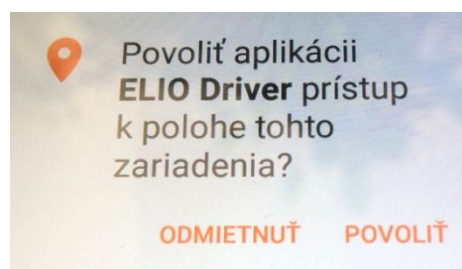 Povoliť aplikácii
ELIO Driver prístup
k polohe tohto
zariadenia?
ODMIETNUŤ POVOLIŤ